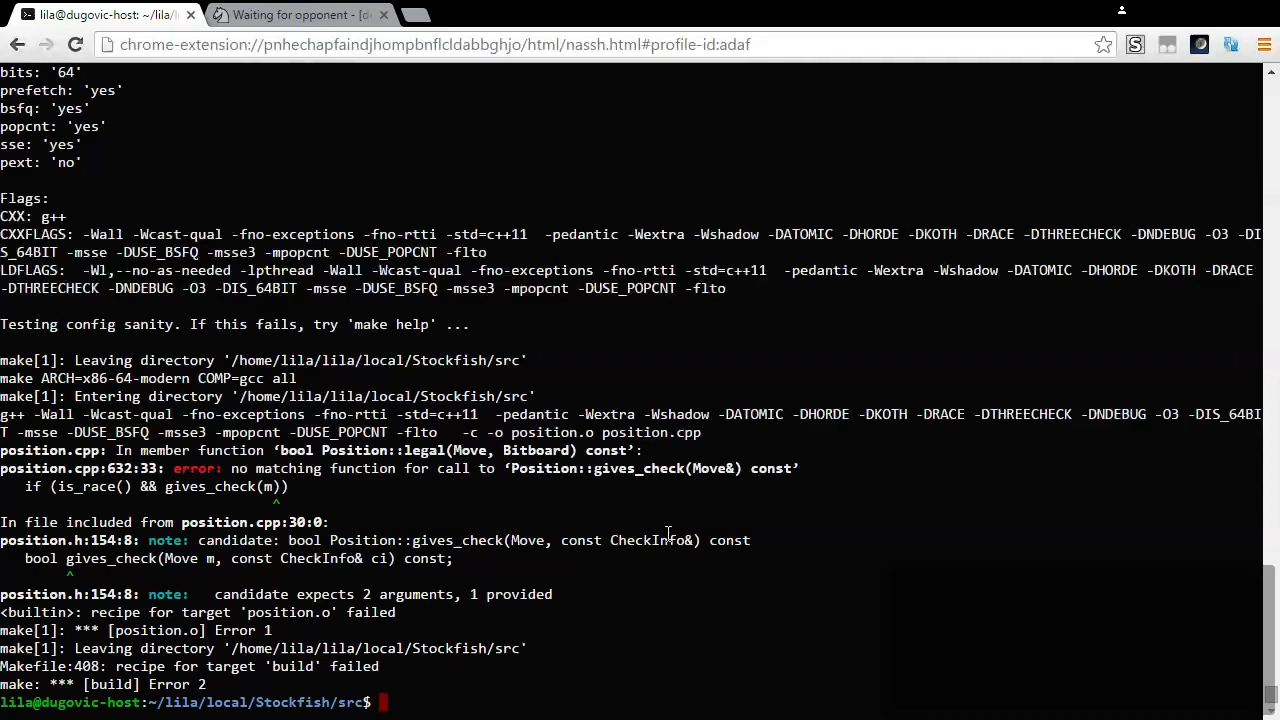 lila@dugovic-host: ~/lila/l
Waiting for opponent - [d
chrome-extension://pnhechapfaindjhompbnflcldabbghjo/html/nassh.html#profile-id:adaf
bits: '64'
prefetch: 'yes'
bsfq: 'yes'
popcnt: 'yes'
sse: 'yes'
pext: 'no'
Flags:
CXX: g++
CXXFLAGS: -Wall -Wcast-qual -fno-exceptions -fno-rtti -std=c++11  -pedantic -Wextra -Wshadow -DATOMIC -DHORDE -DKOTH -DRACE -DTHREECHECK -DNDEBUG -O3 -DI
S_64BIT -msse -DUSE_BSFQ -msse3 -mpopcnt -DUSE_POPCNT -flto
LDFLAGS:  -Wl,--no-as-needed -lpthread -Wall -Wcast-qual -fno-exceptions -fno-rtti -std=c++11  -pedantic -Wextra -Wshadow -DATOMIC -DHORDE -DKOTH -DRACE
-DTHREECHECK -DNDEBUG -O3 -DIS_64BIT -msse -DUSE_BSFQ -msse3 -mpopcnt -DUSE_POPCNT -flto
Testing config sanity. If this fails, try 'make help' ...
make[1]: Leaving directory '/home/lila/lila/local/Stockfish/src'
make ARCH=x86-64-modern COMP=gcc all
make[1]: Entering directory '/home/lila/lila/local/Stockfish/src'
g++ -Wall -Wcast-qual -fno-exceptions -fno-rtti -std=c++11  -pedantic -Wextra -Wshadow -DATOMIC -DHORDE -DKOTH -DRACE -DTHREECHECK -DNDEBUG -O3 -DIS_64BI
T -msse -DUSE_BSFQ -msse3 -mpopcnt -DUSE_POPCNT -flto   -c -o position.o position.cpp
position.cpp: In member function ‘bool Position::legal(Move, Bitboard) const’:
position.cpp:632:33: error: no matching function for call to ‘Position::gives_check(Move&) const’
if (is_race() && gives_check(m))
^
In file included from position.cpp:30:0:
position.h:154:8: note: candidate: bool Position::gives_check(Move, const CheckInfo&) const
bool gives_check(Move m, const CheckInfo& ci) const;
^
position.h:154:8: note:   candidate expects 2 arguments, 1 provided
<builtin>: recipe for target 'position.o' failed
make[1]: *** [position.o] Error 1
make[1]: Leaving directory '/home/lila/lila/local/Stockfish/src'
Makefile:408: recipe for target 'build' failed
make: *** [build] Error 2
lila@dugovic-host:~/lila/local/Stockfish/src$